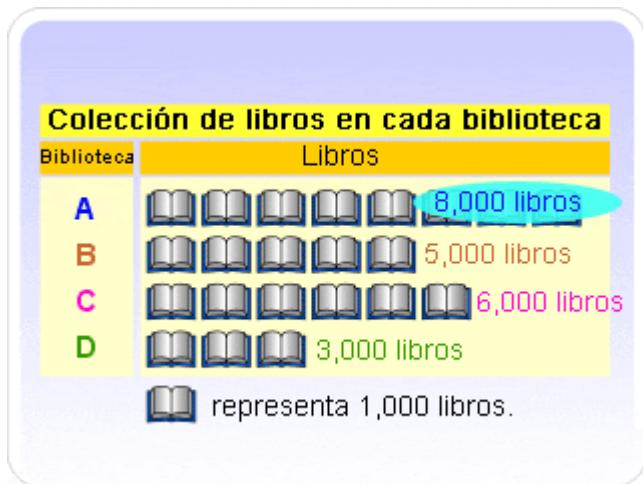 Colección de libros en cada biblioteca
Biblioteca Libros
A 8,000 libros
B 5,000 libros
C 6,000 libros
D 3,000 libros
representa 1,000 libros.